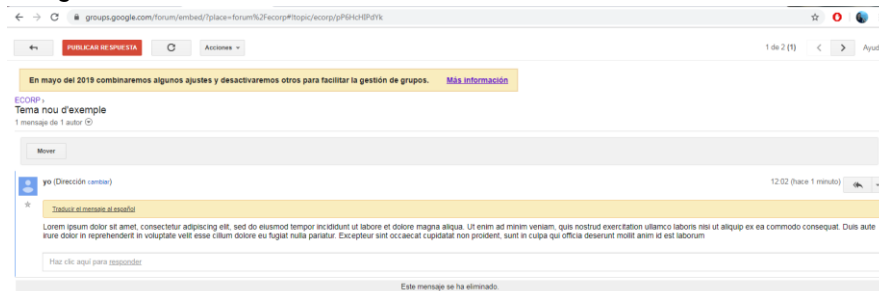 groups.google.com/forum/embed/?place=forum%2Fecorp#!topic/ecorp/pP6HcHlPdYk
PUBLICAR RESPUESTA Acciones 1 de 2 (1) Ayud
En mayo del 2019 combinaremos algunos ajustes y desactivaremos otros para facilitar la gestión de grupos. Más información
ECORP ›
Tema nou d'exemple
1 mensaje de 1 autor
Mover
yo (Dirección cambiar) 12:02 (hace 1 minuto)
Traducir el mensaje al español
Lorem ipsum dolor sit amet, consectetur adipiscing elit, sed do eiusmod tempor incididunt ut labore et dolore magna aliqua. Ut enim ad minim veniam, quis nostrud exercitation ullamco laboris nisi ut aliquip ex ea commodo consequat. Duis aute
irure dolor in reprehenderit in voluptate velit esse cillum dolore eu fugiat nulla pariatur. Excepteur sint occaecat cupidatat non proident, sunt in culpa qui officia deserunt mollit anim id est laborum
Haz clic aquí para responder
Este mensaje se ha eliminado.